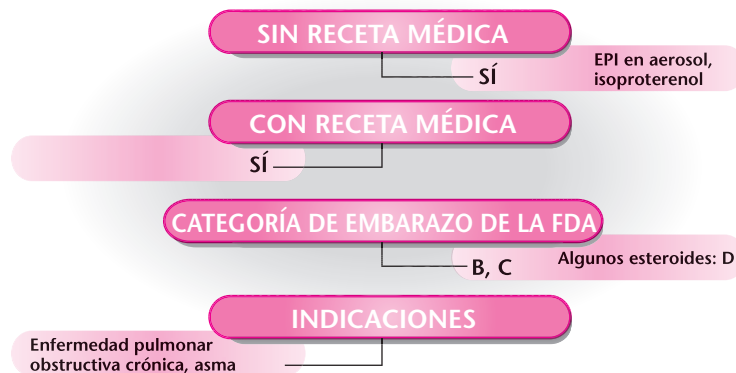 SIN RECETA MÉDICA
SÍ
EPI en aerosol,
isoproterenol
CON RECETA MÉDICA
SÍ
CATEGORÍA DE EMBARAZO DE LA FDA
B, C
Algunos esteroides: D
INDICACIONES
Enfermedad pulmonar
obstructiva crónica, asma